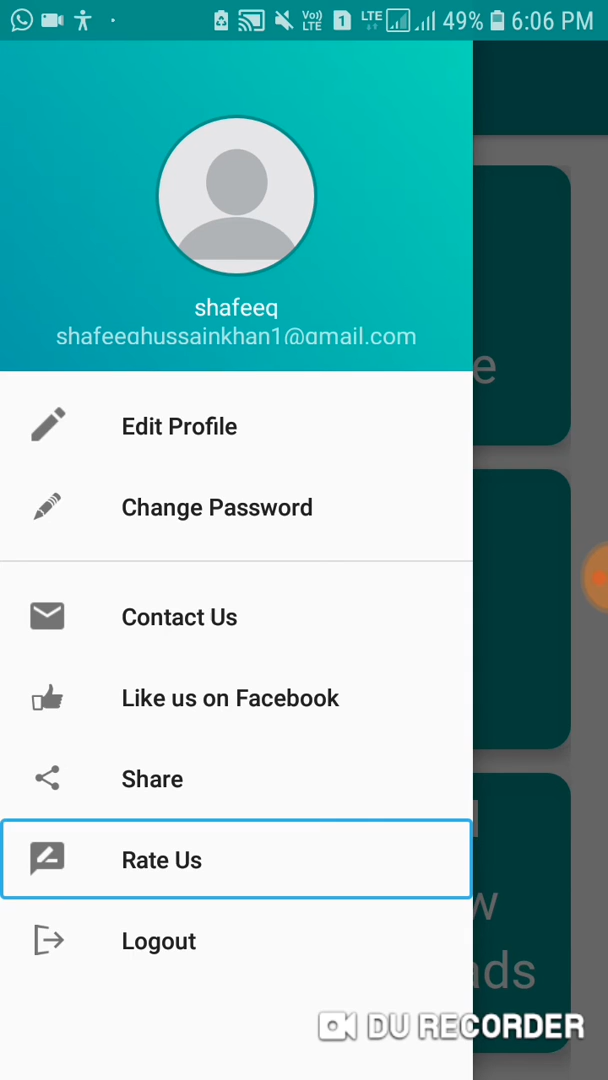 Vo))
LTE
1
LTE
49%
6:06 PM
shafeeq
shafeeqhussainkhan1@gmail.com
e
Edit Profile
Change Password
Contact Us
Like us on Facebook
Share
Rate Us
w
Logout
ads
DU RECORDER